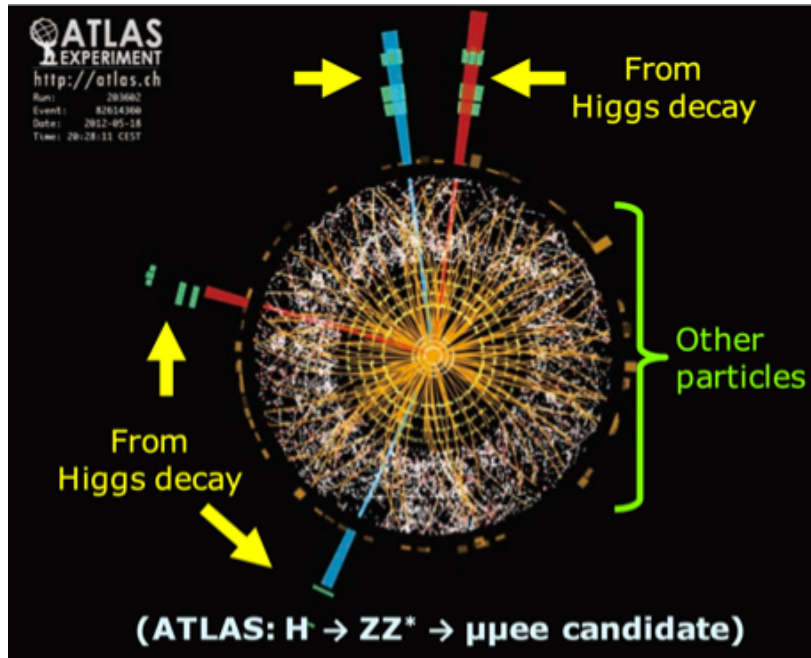 ATLAS
EXPERIMENT
http://atlas.ch
Run: 203602
Event: 82614360
Date: 2012-05-18
Time: 20:28:11 CEST
From
Higgs decay
Other
particles
From
Higgs decay
(ATLAS: H → ZZ* → μμee candidate)